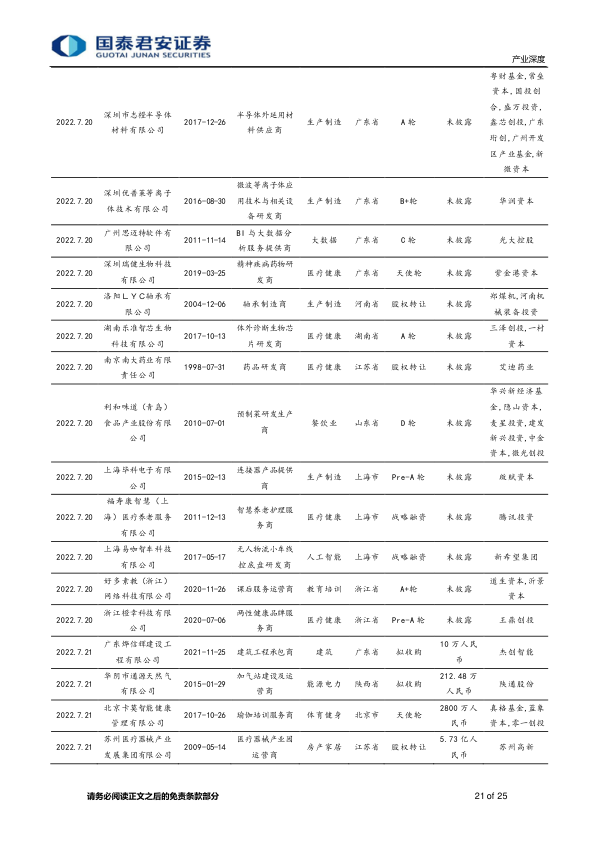 国泰君安证券
GUOTAI JUNAN SECURITIES
产业深度
粤财基金,常垒
资本,国投创
合,盛万投资,
鑫芯创投,广东
珩创,广州开发
区产业基金,新
微资本
2022.7.20 深圳市志橙半导体 2017-12-26 半导体外延用材 生产制造 广东省 A 轮 未披露
材料有限公司 料供应商
深圳优普莱等离子 微波等离子体应
2022.7.20 体技术有限公司 2016-08-30 用技术与相关设 生产制造 广东省 B+轮 未披露 华润资本
备研发商
2022.7.20 广州思迈特软件有 2011-11-14 BI 与大数据分 大数据 广东省 C 轮 未披露 光大控股
限公司 析服务提供商
2022.7.20 深圳瑞健生物科技 2019-03-25 精神疾病药物研 医疗健康 广东省 天使轮 未披露 紫金港资本
有限公司 发商
2022.7.20 洛阳ＬＹＣ轴承有 2004-12-06 轴承制造商 生产制造 河南省 股权转让 未披露 郑煤机,河南机
限公司 械装备投资
2022.7.20 湖南乐准智芯生物 2017-10-13 体外诊断生物芯 医疗健康 湖南省 A 轮 未披露 三泽创投,一村
科技有限公司 片研发商 资本
2022.7.20 南京南大药业有限 1998-07-31 药品研发商 医疗健康 江苏省 股权转让 未披露 艾迪药业
责任公司
华兴新经济基
金,隐山资本,
麦星投资,建发
新兴投资,中金
资本,微光创投
2022.7.20 利和味道（青岛） 2010-07-01 预制菜研发生产 餐饮业 山东省 D 轮 未披露
食品产业股份有限 商
公司
2022.7.20 上海华科电子有限 2015-02-13 连接器产品提供 生产制造 上海市 Pre-A 轮 未披露 啟赋资本
公司 商
福寿康智慧（上
2022.7.20 海）医疗养老服务 2011-12-13 智慧养老护理服 医疗健康 上海市 战略融资 未披露 腾讯投资
有限公司 务商
2022.7.20 上海易咖智车科技 2017-05-17 无人物流小车线 人工智能 上海市 战略融资 未披露 新希望集团
有限公司 控底盘研发商
2022.7.20 好多素教（浙江） 2020-11-26 课后服务运营商 教育培训 浙江省 A+轮 未披露 道生资本,沂景
网络科技有限公司 资本
2022.7.20 浙江橙幸科技有限 2020-07-06 两性健康品牌服 医疗健康 浙江省 Pre-A 轮 未披露 王鼎创投
公司 务商
2022.7.21 广东烨信辉建设工 2021-11-25 建筑工程承包商 建筑 广东省 拟收购 10 万人民 杰创智能
程有限公司 币
2022.7.21 华阴市通源天然气 2015-01-29 加气站建设及运 能源电力 陕西省 拟收购 212.48 万 陕通股份
有限公司 营商 人民币
2022.7.21 北京卡莫智能健康 2017-10-26 瑜伽培训服务商 体育健身 北京市 天使轮 2800 万人 真格基金,蓝象
管理有限公司 民币 资本,零一创投
2022.7.21 苏州医疗器械产业 2009-05-14 医疗器械产业园 房产家居 江苏省 股权转让 5.73 亿人 苏州高新
发展集团有限公司 运营商 民币
请务必阅读正文之后的免责条款部分
21 of 25